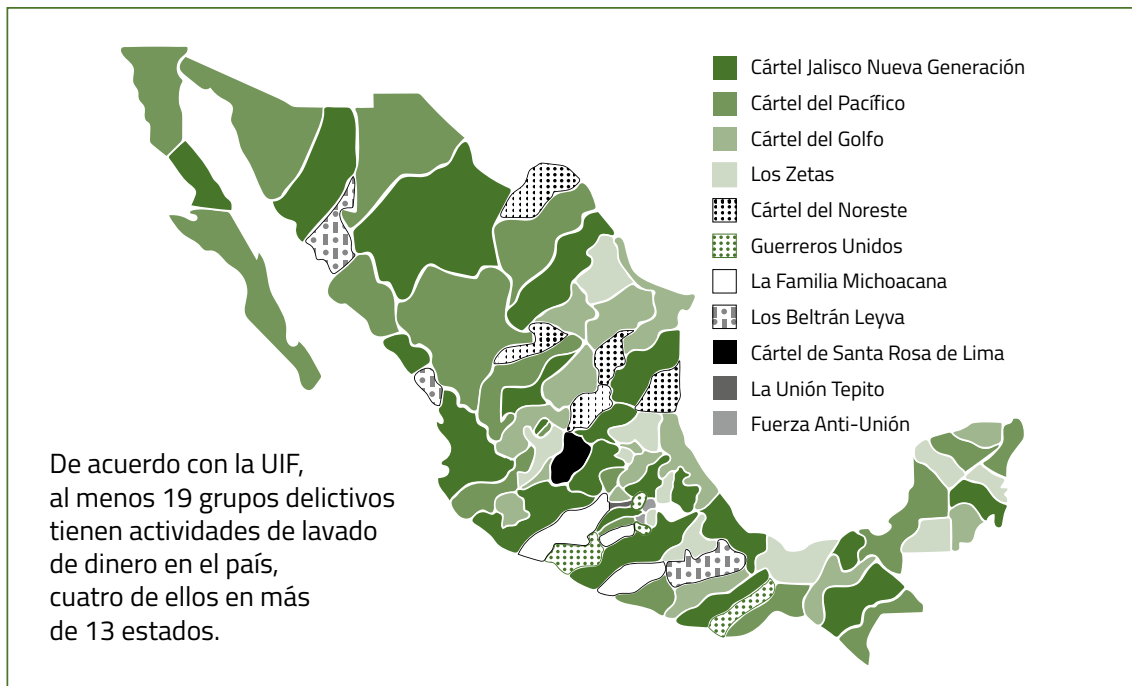 Cártel Jalisco Nueva Generación
Cártel del Pacífico
Cártel del Golfo
Los Zetas
Cártel del Noreste
Guerreros Unidos
La Familia Michoacana
Los Beltrán Leyva
Cártel de Santa Rosa de Lima
La Unión Tepito
Fuerza Anti-Unión
De acuerdo con la UIF,
al menos 19 grupos delictivos
tienen actividades de lavado
de dinero en el país,
cuatro de ellos en más
de 13 estados.